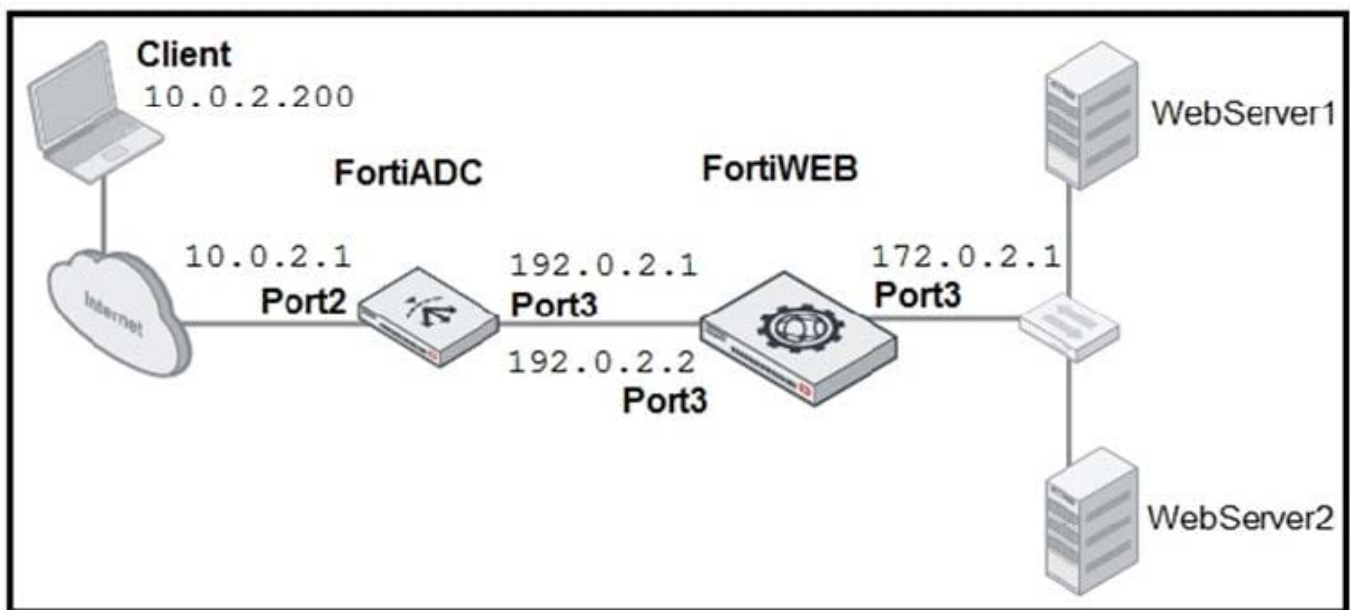 Client
10.0.2.200
WebServer1
FortiADC
FortiWEB
10.0.2.1
192.0.2.1
172.0.2.1
Port2
Port3
Port3
Internet
192.0.2.2
Port3
WebServer2